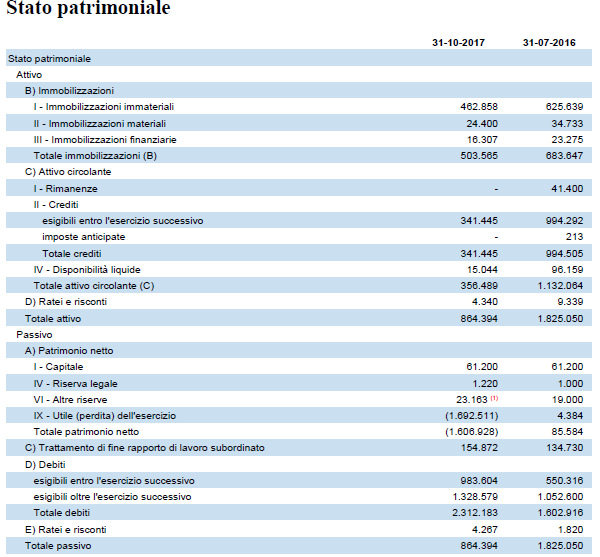 Stato patrimoniale
31-10-2017 31-07-2016
Stato patrimoniale
Attivo
B) Immobilizzazioni
I - Immobilizzazioni immateriali 462.858 625.639
II - Immobilizzazioni materiali 24.400 34.733
III - Immobilizzazioni finanziarie 16.307 23.275
Totale immobilizzazioni (B) 503.565 683.647
C) Attivo circolante
I - Rimanenze - 41.400
II - Crediti
esigibili entro l'esercizio successivo 341.445 994.292
imposte anticipate - 213
Totale crediti 341.445 994.505
IV - Disponibilità liquide 15.044 96.159
Totale attivo circolante (C) 356.489 1.132.064
D) Ratei e risconti 4.340 9.339
Totale attivo 864.394 1.825.050
Passivo
A) Patrimonio netto
I - Capitale 61.200 61.200
IV - Riserva legale 1.220 1.000
VI - Altre riserve 23.163 (1) 19.000
IX - Utile (perdita) dell'esercizio (1.692.511) 4.384
Totale patrimonio netto (1.606.928) 85.584
C) Trattamento di fine rapporto di lavoro subordinato 154.872 134.730
D) Debiti
esigibili entro l'esercizio successivo 983.604 550.316
esigibili oltre l'esercizio successivo 1.328.579 1.052.600
Totale debiti 2.312.183 1.602.916
E) Ratei e risconti 4.267 1.820
Totale passivo 864.394 1.825.050